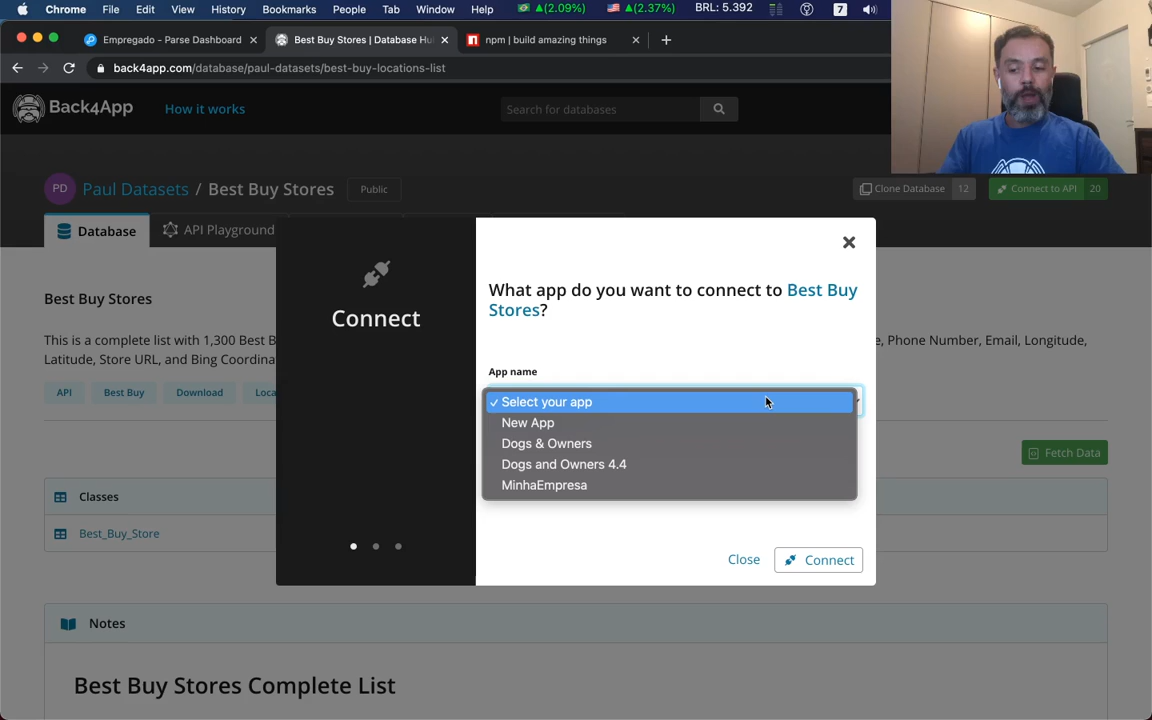 Chrome File Edit View History Bookmarks People Tab Window Help (2.09%) (2.37%) BRL: 5.392 7
Empregado - Parse Dashboard Best Buy Stores | Database Hu npm | build amazing things
back4app.com/database/paul-datasets/best-buy-locations-list
Back4App How it works Search for databases
PD Paul Datasets / Best Buy Stores Public Clone Database 12 Connect to API 20
Database API Playground
Best Buy Stores
This is a complete list with 1,300 Best B e, Phone Number, Email, Longitude,
Latitude, Store URL, and Bing Coordina
API Best Buy Download Loca
Fetch Data
Classes
Best_Buy_Store
Notes
Best Buy Stores Complete List
Connect
What app do you want to connect to Best Buy
Stores?
App name
✓ Select your app
New App
Dogs & Owners
Dogs and Owners 4.4
MinhaEmpresa
Close Connect